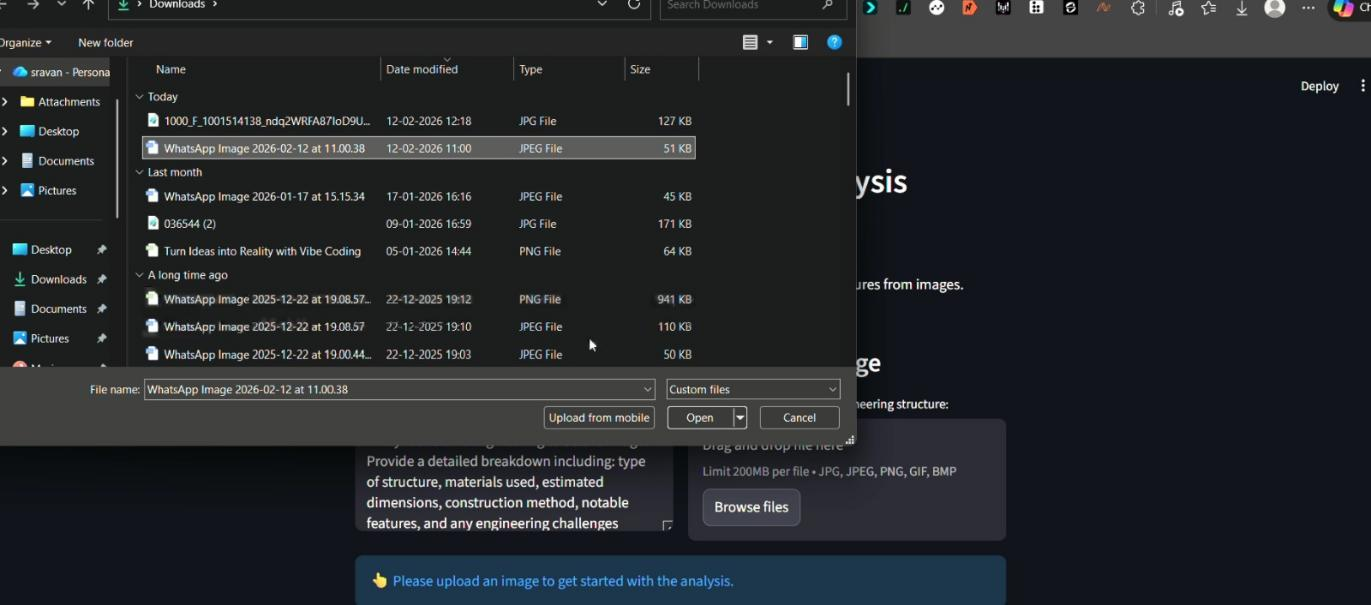 Downloads
Search Downloads
Organize
New folder
Name Date modified Type Size
sravan - Persona
Attachments
Desktop
Documents
Pictures
Desktop
Downloads
Documents
Pictures
Today
1000_F_1001514138_ndq2WRFA87IoD9U... 12-02-2026 12:18 JPG File 127 KB
WhatsApp Image 2026-02-12 at 11.00.38 12-02-2026 11:00 JPEG File 51 KB
Last month
WhatsApp Image 2026-01-17 at 15.15.34 17-01-2026 16:16 JPEG File 45 KB
036544 (2) 09-01-2026 16:59 JPG File 171 KB
Turn Ideas into Reality with Vibe Coding 05-01-2026 14:44 PNG File 64 KB
A long time ago
WhatsApp Image 2025-12-22 at 19.08.57... 22-12-2025 19:12 PNG File 941 KB
WhatsApp Image 2025-12-22 at 19.08.57 22-12-2025 19:10 JPEG File 110 KB
WhatsApp Image 2025-12-22 at 19.00.44... 22-12-2025 19:03 JPEG File 50 KB
File name: WhatsApp Image 2026-02-12 at 11.00.38 Custom files
Upload from mobile Open Cancel
Deploy
ysis
ures from images.
ge
neering structure:
Provide a detailed breakdown including: type
of structure, materials used, estimated
dimensions, construction method, notable
features, and any engineering challenges
Drag and drop file here
Limit 200MB per file • JPG, JPEG, PNG, GIF, BMP
Browse files
👆 Please upload an image to get started with the analysis.